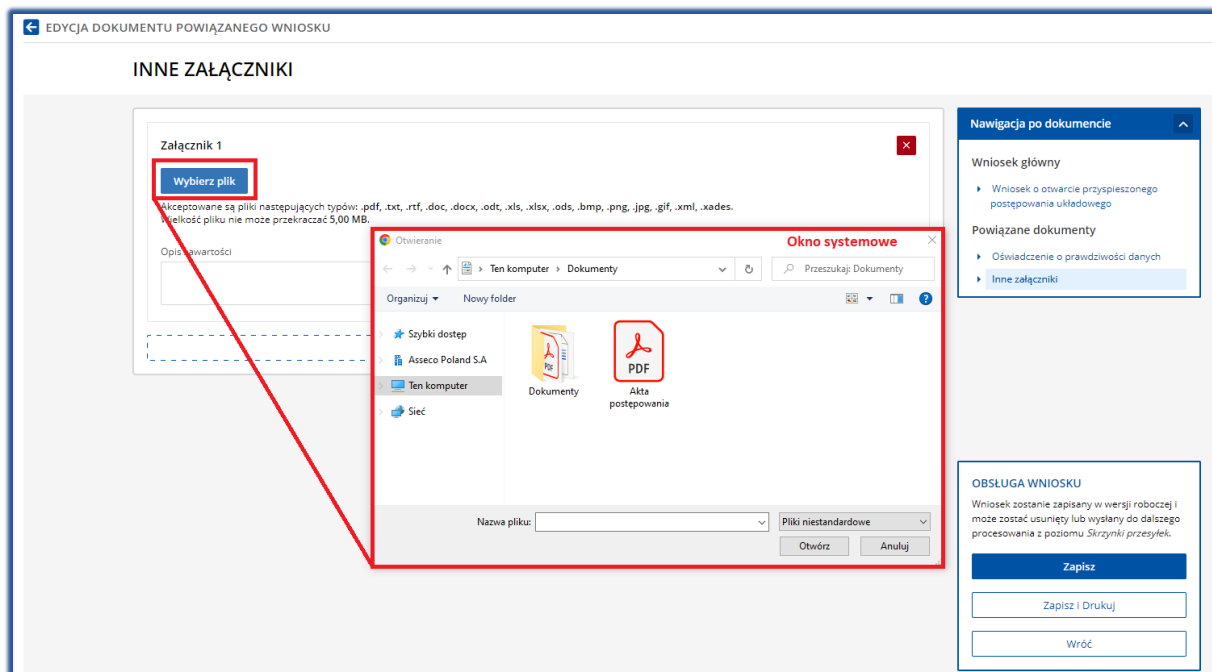 EDYCJA DOKUMENTU POWIĄZANEGO WNIOSKU
INNE ZAŁĄCZNIKI
Załącznik 1
Wybierz plik
Akceptowane są pliki następujących typów: .pdf, .txt, .rtf, .doc, .docx, .odt, .xls, .xlsx, .ods, .bmp, .png, .jpg, .gif, .xml, .xades.
Wielkość pliku nie może przekraczać 5,00 MB.
Opis zawartości
Otwieranie
Okno systemowe
Ten komputer > Dokumenty
Przeszukaj: Dokumenty
Organizuj
Nowy folder
Szybki dostęp
Asseco Poland S.A
Ten komputer
Sieć
PDF
Dokumenty
PDF
Akta
postępowania
Nazwa pliku:
Pliki niestandardowe
Otwórz
Anuluj
Nawigacja po dokumencie
Wniosek główny
Wniosek o otwarcie przyspieszonego
postępowania układowego
Powiązane dokumenty
Oświadczenie o prawdziwości danych
Inne załączniki
OBSŁUGA WNIOSKU
Wniosek zostanie zapisany w wersji roboczej i
może zostać usunięty lub wysłany do dalszego
procesowania z poziomu Skrzynki przesyłek.
Zapisz
Zapisz i Drukuj
Wróć